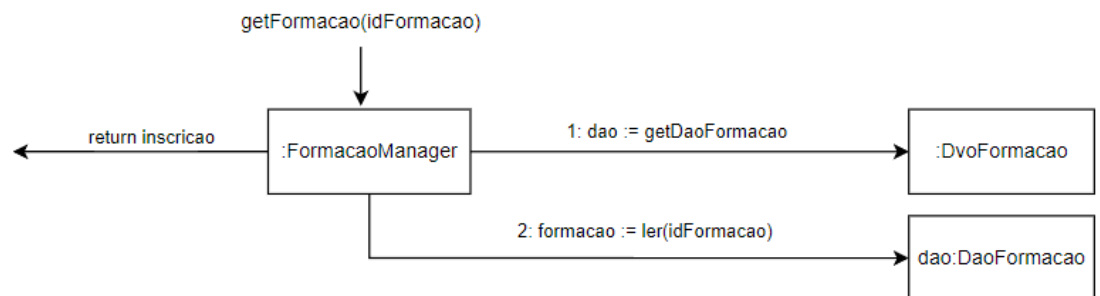 getFormacao(idFormacao)
return inscricao
:FormacaoManager
1: dao := getDaoFormacao
:DvoFormacao
2: formacao := ler(idFormacao)
dao:DaoFormacao